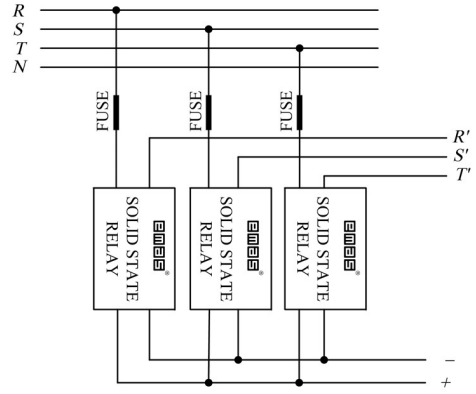 R
S
T
N
FUSE
FUSE
FUSE
R'
S'
T'
SOLID STATE
RELAY
SOLID STATE
RELAY
SOLID STATE
RELAY
−
+